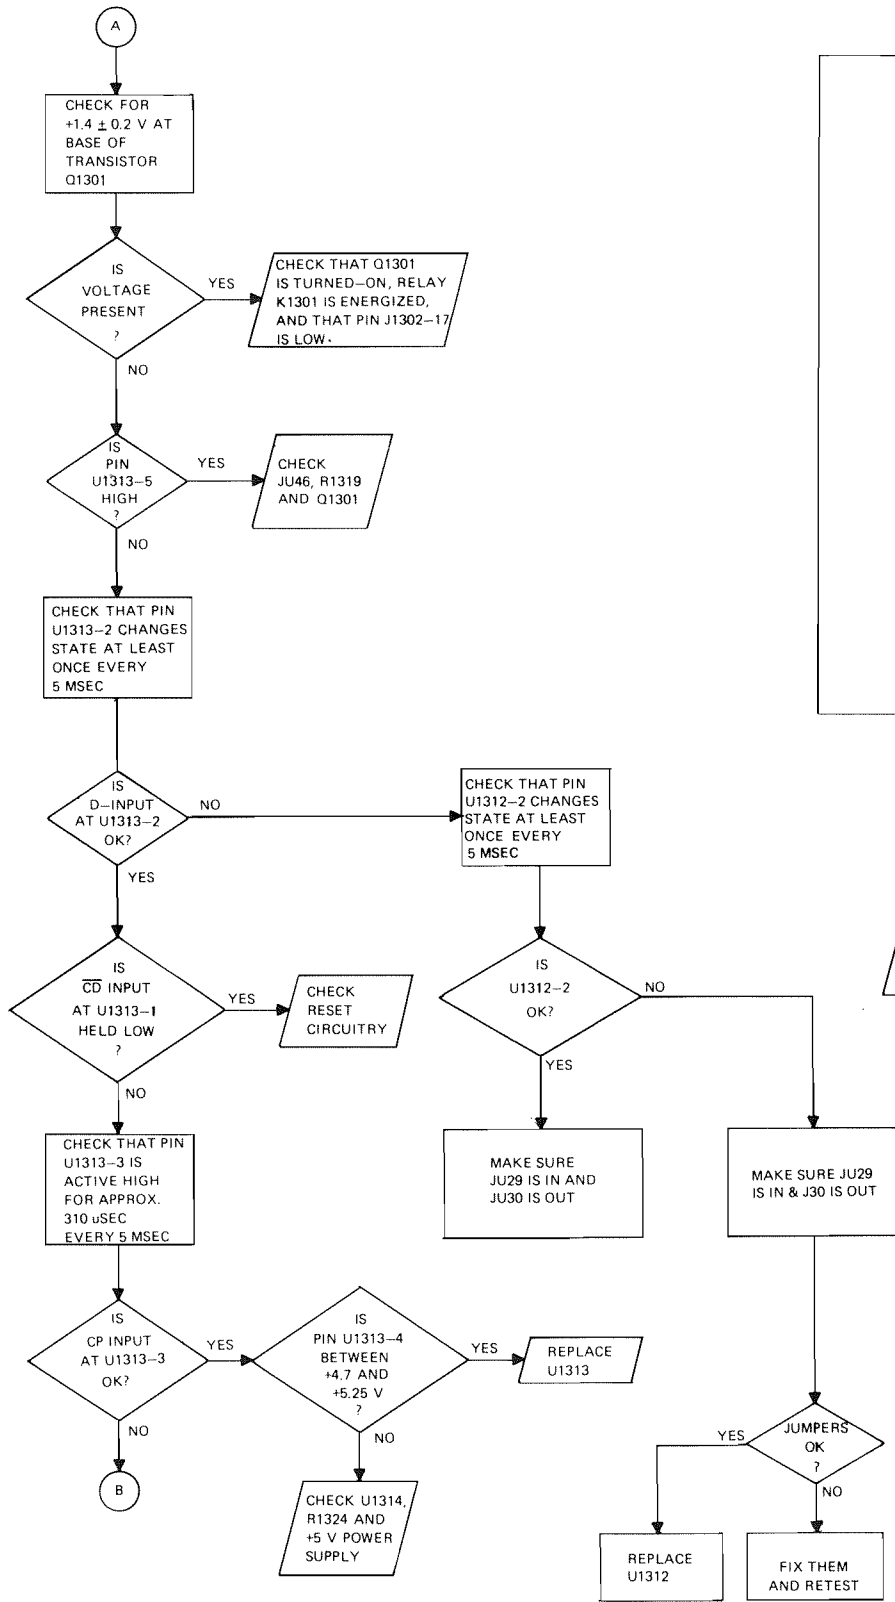 A
CHECK FOR
+1.4 ± 0.2 V AT
BASE OF
TRANSISTOR
Q1301
IS
VOLTAGE
PRESENT
?
YES
CHECK THAT Q1301
IS TURNED-ON, RELAY
K1301 IS ENERGIZED,
AND THAT PIN J1302-17
IS LOW.
NO
IS
PIN
U1313-5
HIGH
?
YES
CHECK
JU46, R1319
AND Q1301
NO
CHECK THAT PIN
U1313-2 CHANGES
STATE AT LEAST
ONCE EVERY
5 MSEC
IS
D-INPUT
AT U1313-2
OK?
NO
CHECK THAT PIN
U1312-2 CHANGES
STATE AT LEAST
ONCE EVERY
5 MSEC
YES
IS
C̅D̅ INPUT
AT U1313-1
HELD LOW
?
YES
CHECK
RESET
CIRCUITRY
IS
U1312-2
OK?
NO
YES
NO
CHECK THAT PIN
U1313-3 IS
ACTIVE HIGH
FOR APPROX.
310 uSEC
EVERY 5 MSEC
MAKE SURE
JU29 IS IN AND
JU30 IS OUT
MAKE SURE JU29
IS IN & J30 IS OUT
IS
CP INPUT
AT U1313-3
OK?
YES
IS
PIN U1313-4
BETWEEN
+4.7 AND
+5.25 V
?
YES
REPLACE
U1313
NO
B
NO
CHECK U1314,
R1324 AND
+5 V POWER
SUPPLY
JUMPERS
OK
?
YES
NO
REPLACE
U1312
FIX THEM
AND RETEST